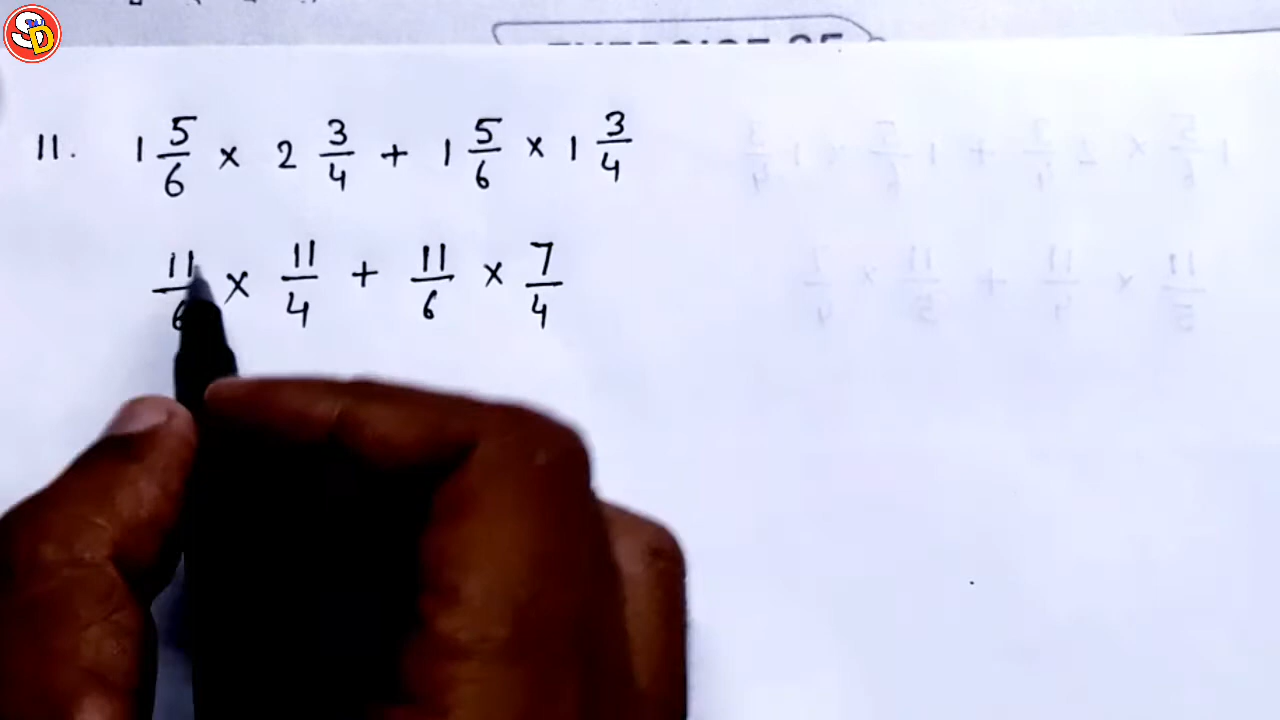 SD
11. 1 5/6 × 2 3/4 + 1 5/6 × 1 3/4
11/6 × 11/4 + 11/6 × 7/4